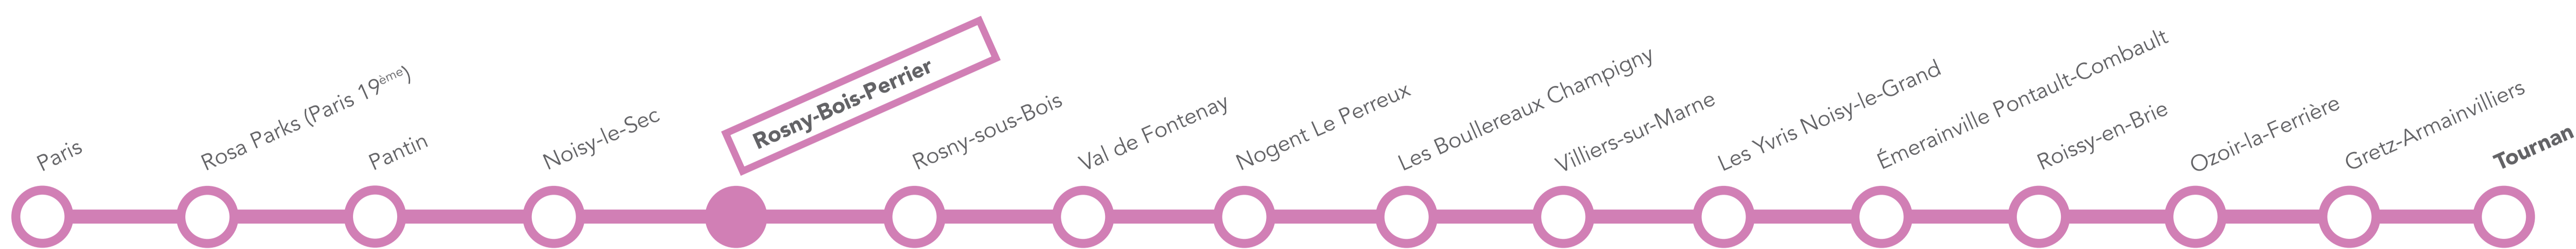 Paris
Rosa Parks (Paris 19ème)
Pantin
Noisy-le-Sec
Rosny-Bois-Perrier
Rosny-sous-Bois
Val de Fontenay
Nogent Le Perreux
Les Boullereaux Champigny
Villiers-sur-Marne
Les Yvris Noisy-le-Grand
Émerainville Pontault-Combault
Roissy-en-Brie
Ozoir-la-Ferrière
Gretz-Armainvilliers
Tournan